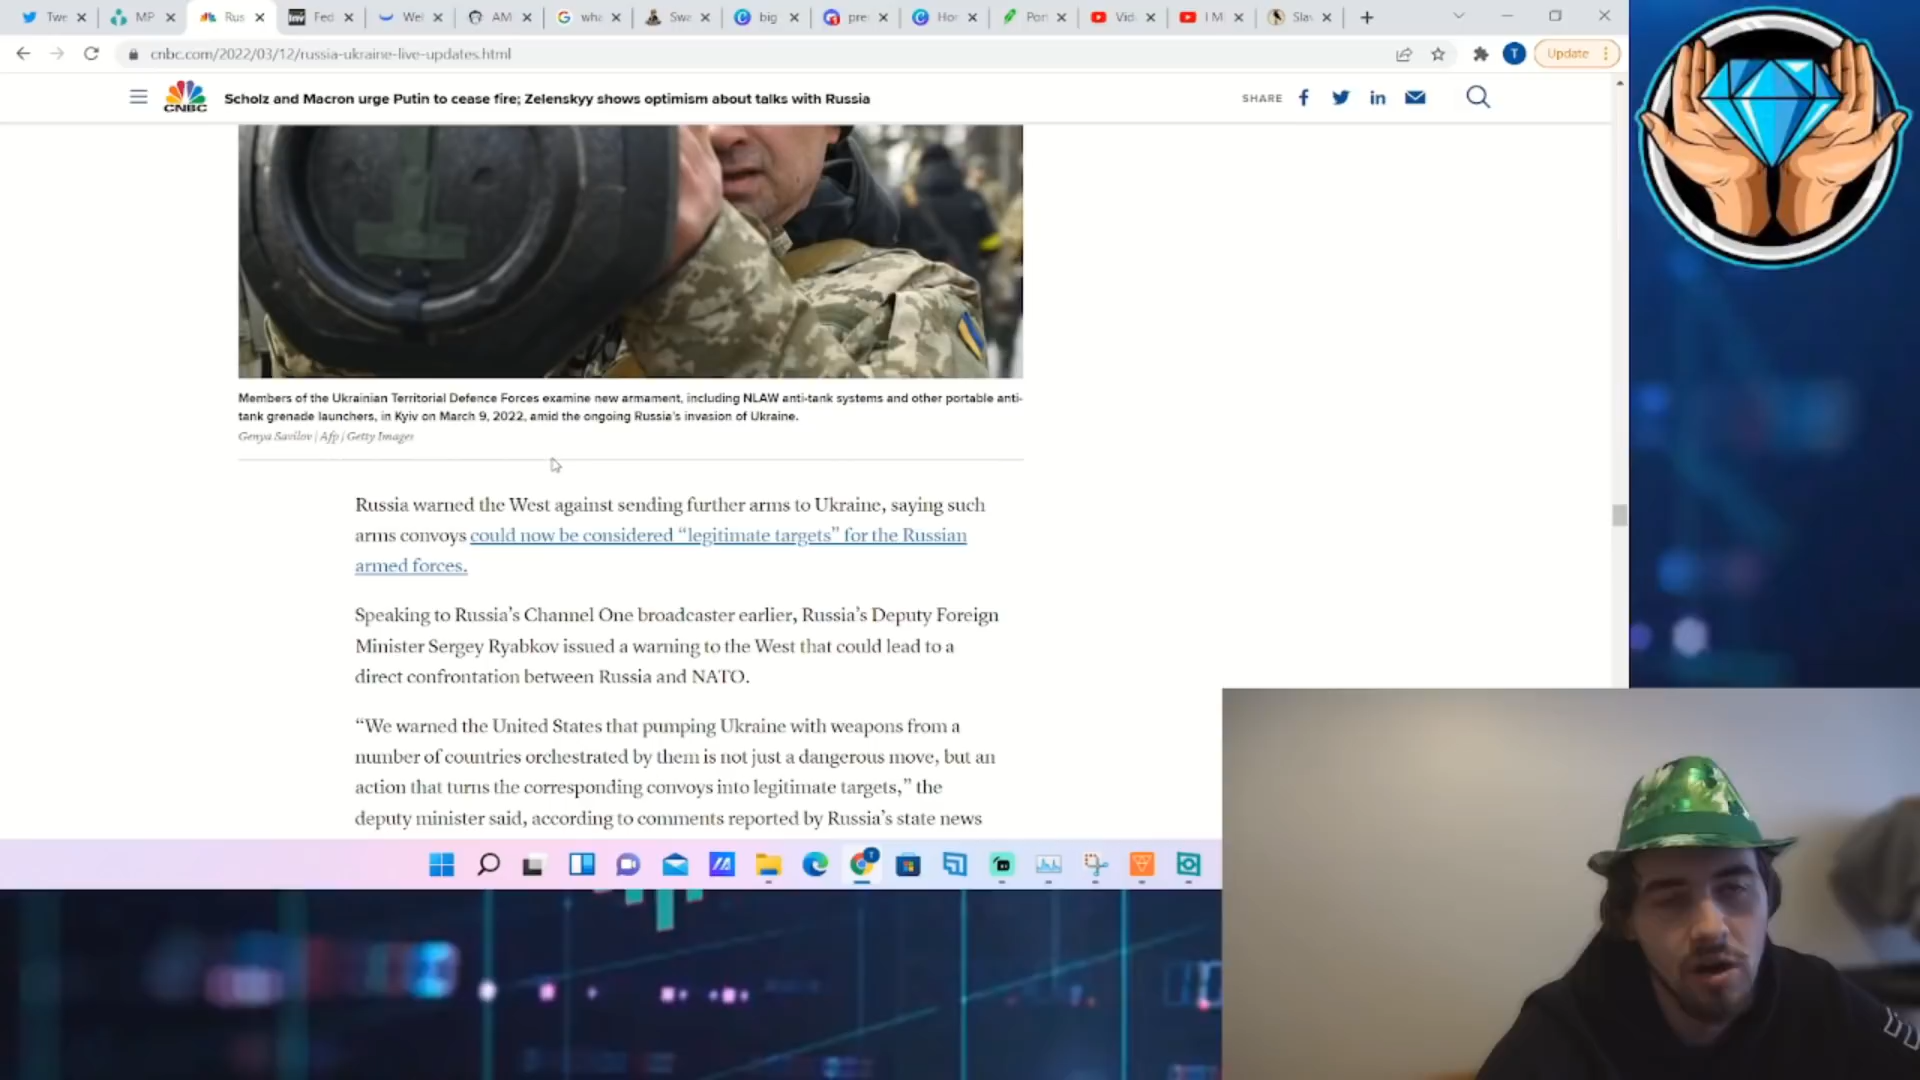 Twe
MP
Rus
Fed
Wel
AM
wha
Swa
big
pre
Hor
Port
Vid
I M
Slav
cnbc.com/2022/03/12/russia-ukraine-live-updates.html
T
Update
CNBC
Scholz and Macron urge Putin to cease fire; Zelenskyy shows optimism about talks with Russia
SHARE
Members of the Ukrainian Territorial Defence Forces examine new armament, including NLAW anti-tank systems and other portable anti-
tank grenade launchers, in Kyiv on March 9, 2022, amid the ongoing Russia's invasion of Ukraine.
Genya Savilov | Afp | Getty Images
Russia warned the West against sending further arms to Ukraine, saying such
arms convoys could now be considered “legitimate targets” for the Russian
armed forces.
Speaking to Russia’s Channel One broadcaster earlier, Russia’s Deputy Foreign
Minister Sergey Ryabkov issued a warning to the West that could lead to a
direct confrontation between Russia and NATO.
“We warned the United States that pumping Ukraine with weapons from a
number of countries orchestrated by them is not just a dangerous move, but an
action that turns the corresponding convoys into legitimate targets,” the
deputy minister said, according to comments reported by Russia’s state news